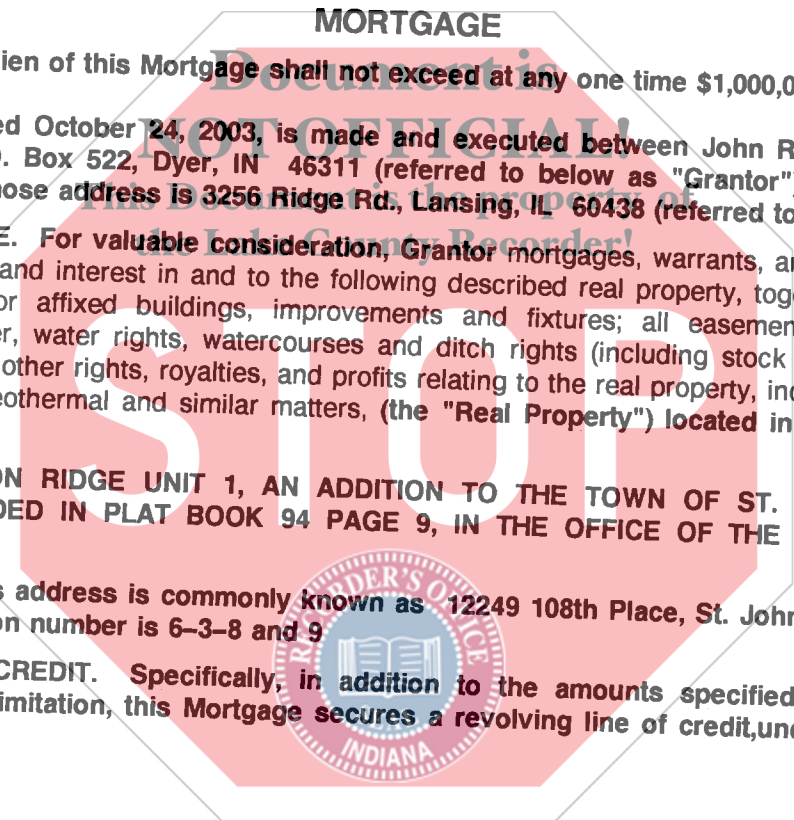 MORTGAGE
ien of this Mortgage shall not exceed at any one time $1,000,0
Document is
ed October 24, 2003, is made and executed between John R
NOT OFFICIAL!
. Box 522, Dyer, IN 46311 (referred to below as "Grantor")
This Document is the property of
ose address is 3256 Ridge Rd., Lansing, IL 60438 (referred to
the Lake County Recorder!
E. For valuable consideration, Grantor mortgages, warrants, a
and interest in and to the following described real property, tog
or affixed buildings, improvements and fixtures; all easemen
er, water rights, watercourses and ditch rights (including stock
other rights, royalties, and profits relating to the real property, in
eothermal and similar matters, (the "Real Property") located in
STOP
ON RIDGE UNIT 1, AN ADDITION TO THE TOWN OF ST.
DED IN PLAT BOOK 94 PAGE 9, IN THE OFFICE OF THE
s address is commonly known as 12249 108th Place, St. John
on number is 6-3-8 and 9
CREDIT. Specifically, in addition to the amounts specified
imitation, this Mortgage secures a revolving line of credit,un
RECORDER'S OFFICE
INDIANA